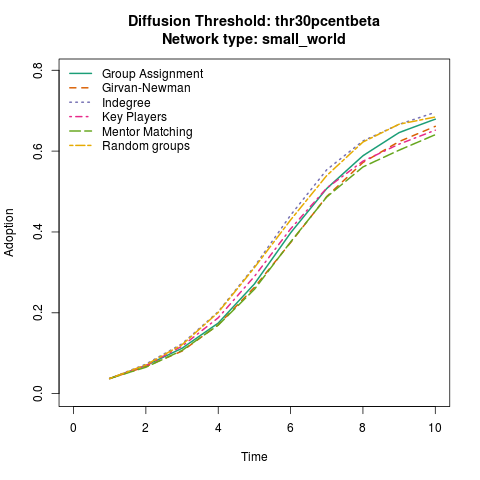 Diffusion Threshold: thr30pcentbeta
Network type: small_world
Group Assignment
Girvan-Newman
Indegree
Key Players
Mentor Matching
Random groups
Adoption
0.8
0.6
0.4
0.2
0.0
0 2 4 6 8 10
Time